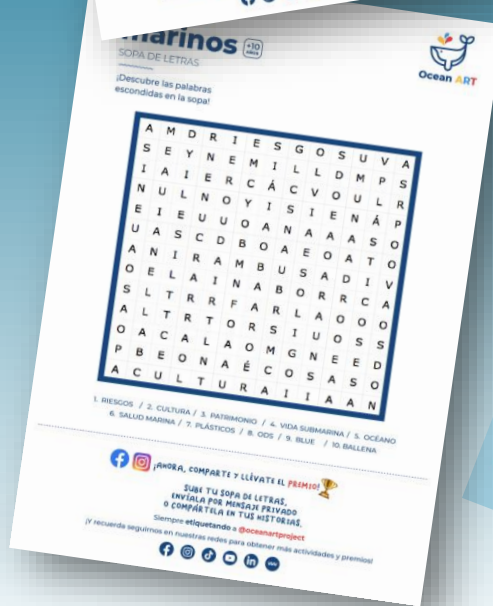 marinos +10
SOPA DE LETRAS
Ocean ART
¡Descubre las palabras
escondidas en la sopa!
A M D R I E S G O S U V A
S E Y N E M I L L D M P S
I A I E R C Á C V O U L R
N U L N O Y I S I E N Á P
E I E U U O A N A A A S O
U A S C D B O A E O A T O
A N I R A M B U S A D I V
O E L A I N A B O R R C A
S L T R R F A R L A O O O
A L T R T O R S I U O S S
O A C A L A O M G N E E D
P B E O N A É C O S A S O
A C U L T U R A I I A A N
1. RIESGOS / 2. CULTURA / 3. PATRIMONIO / 4. VIDA SUBMARINA / 5. OCÉANO
6. SALUD MARINA / 7. PLÁSTICOS / 8. ODS / 9. BLUE / 10. BALLENA
¡AHORA, COMPARTE Y LLÉVATE EL PREMIO!
SUBE TU SOPA DE LETRAS,
ENVÍALA POR MENSAJE PRIVADO
O COMPÁRTELA EN TUS HISTORIAS.
Siempre etiquetando a @oceanartproject
¡Y recuerda seguirnos en nuestras redes para obtener más actividades y premios!